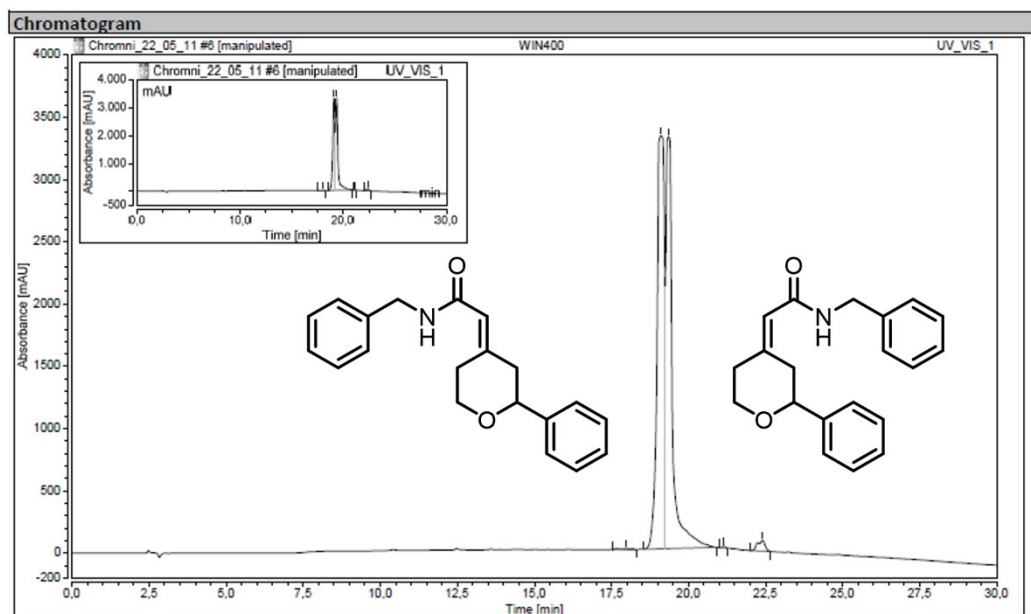 Chromatogram
Chromni_22_05_11 #6 [manipulated] WIN400 UV_VIS_1
4000
3500
3000
2500
2000
1500
1000
500
0
-200
Absorbance [mAU]
0,0 2,5 5,0 7,5 10,0 12,5 15,0 17,5 20,0 22,5 25,0 27,5 30,0
Time [min]
Chromni_22_05_11 #6 [manipulated] UV_VIS_1
mAU
4.000
3.000
2.000
1.000
-500
Absorbance [mAU]
0,0 10,0 20,0 30,0
Time [min]
O
N
H
O
O
N
H
O